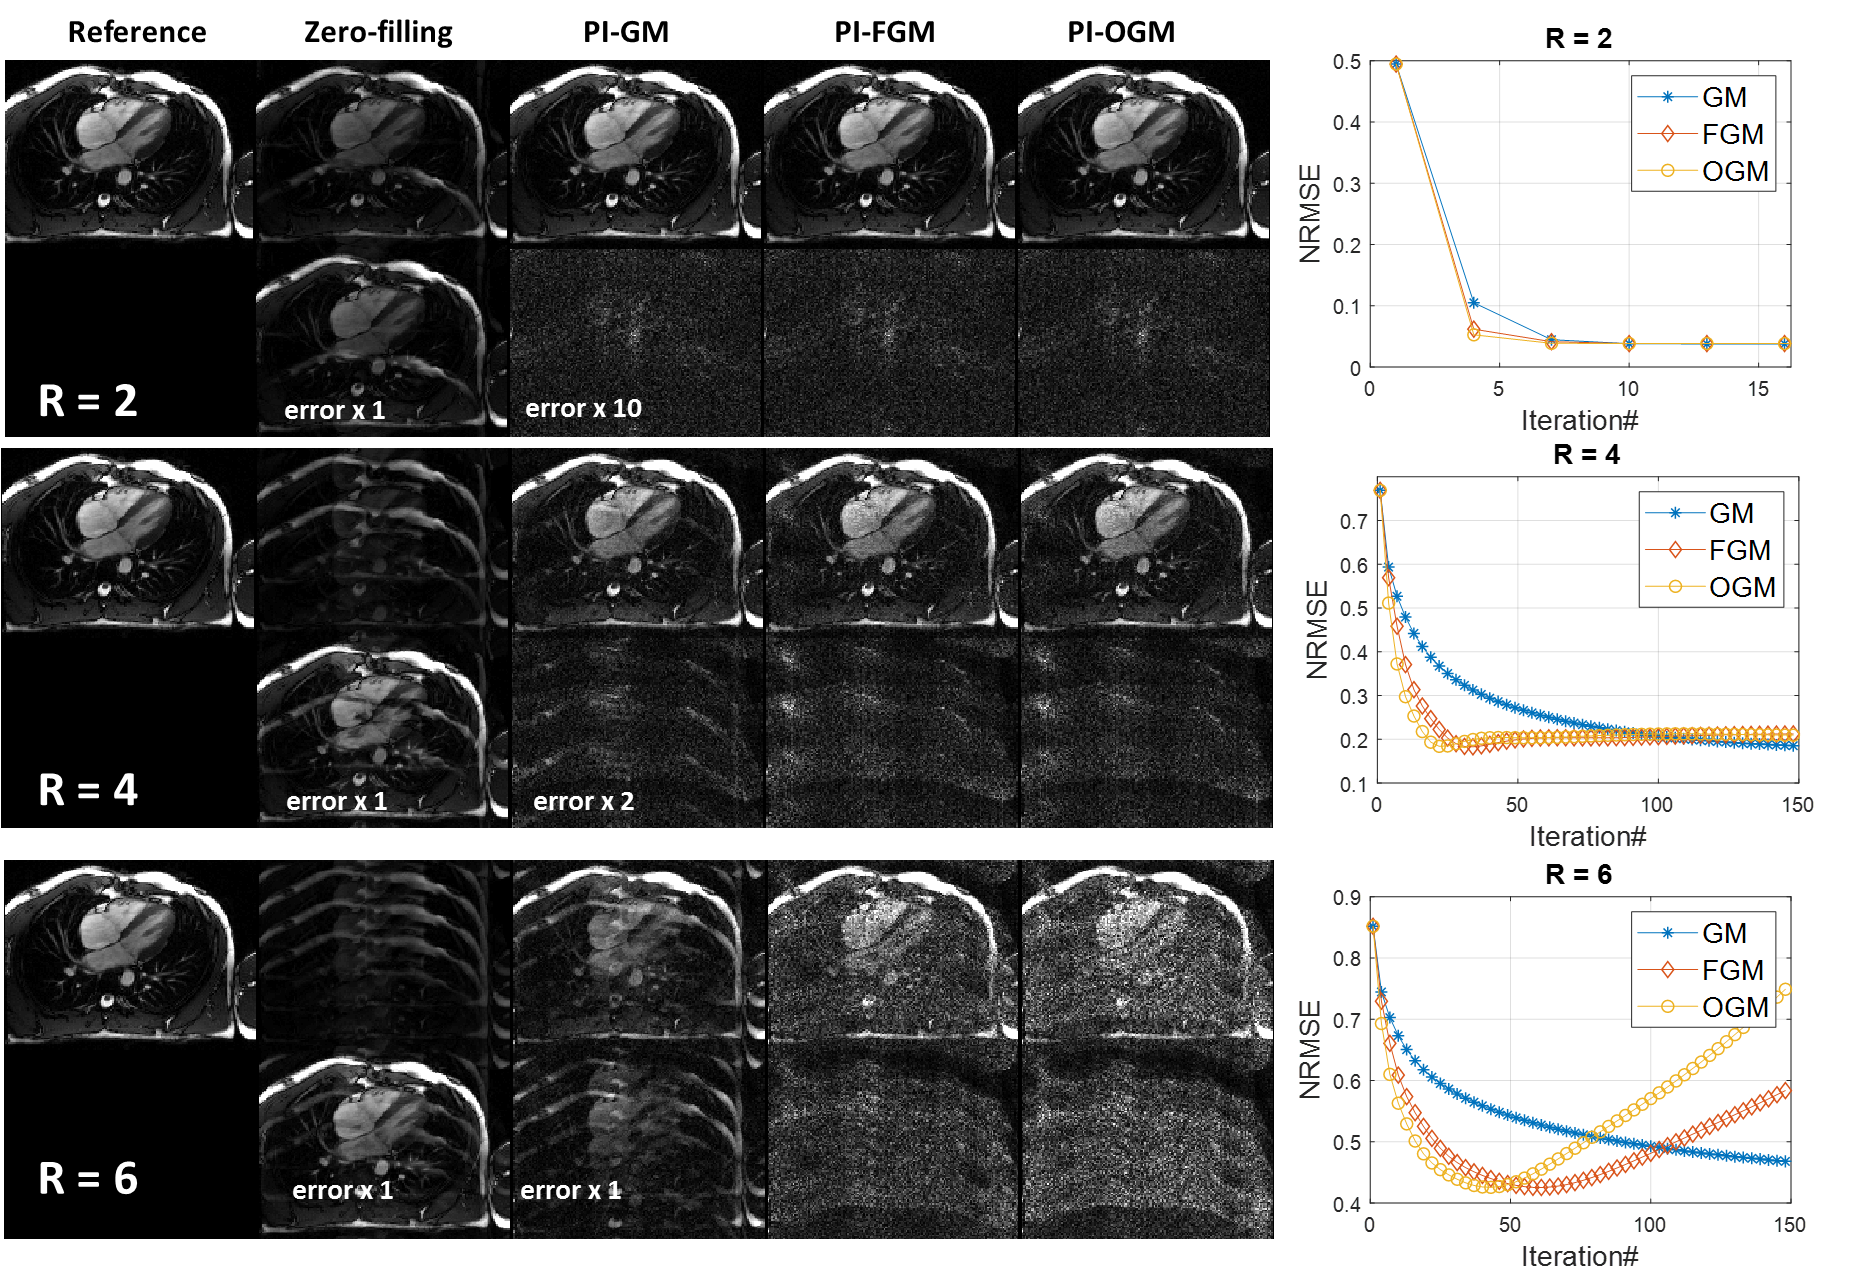 Reference Zero-filling PI-GM PI-FGM PI-OGM
R = 2
error x 1
error x 10
R = 4
error x 1
error x 2
R = 6
error x 1
error x 1
R = 2
NRMSE
0.5
0.4
0.3
0.2
0.1
0
0 5 10 15
Iteration#
GM
FGM
OGM
R = 4
NRMSE
0.7
0.6
0.5
0.4
0.3
0.2
0.1
0 50 100 150
Iteration#
GM
FGM
OGM
R = 6
NRMSE
0.9
0.8
0.7
0.6
0.5
0.4
0 50 100 150
Iteration#
GM
FGM
OGM